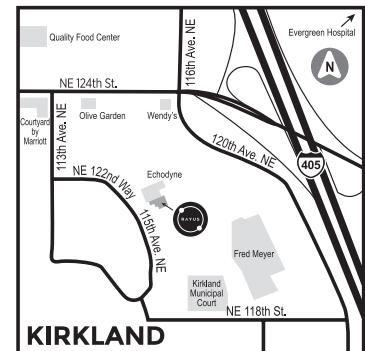 Evergreen Hospital
Quality Food Center
116th Ave. NE
N
NE 124th St.
Courtyard
by
Marriott
113th Ave. NE
Olive Garden
Wendy's
120th Ave. NE
405
NE 122nd Way
Echodyne
115th Ave. NE
RAYUS
Fred Meyer
Kirkland
Municipal
Court
NE 118th St.
KIRKLAND